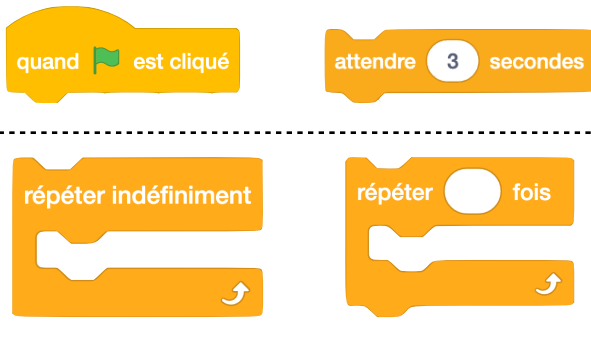 quand est cliqué
attendre 3 secondes
répéter indéfiniment
répéter fois